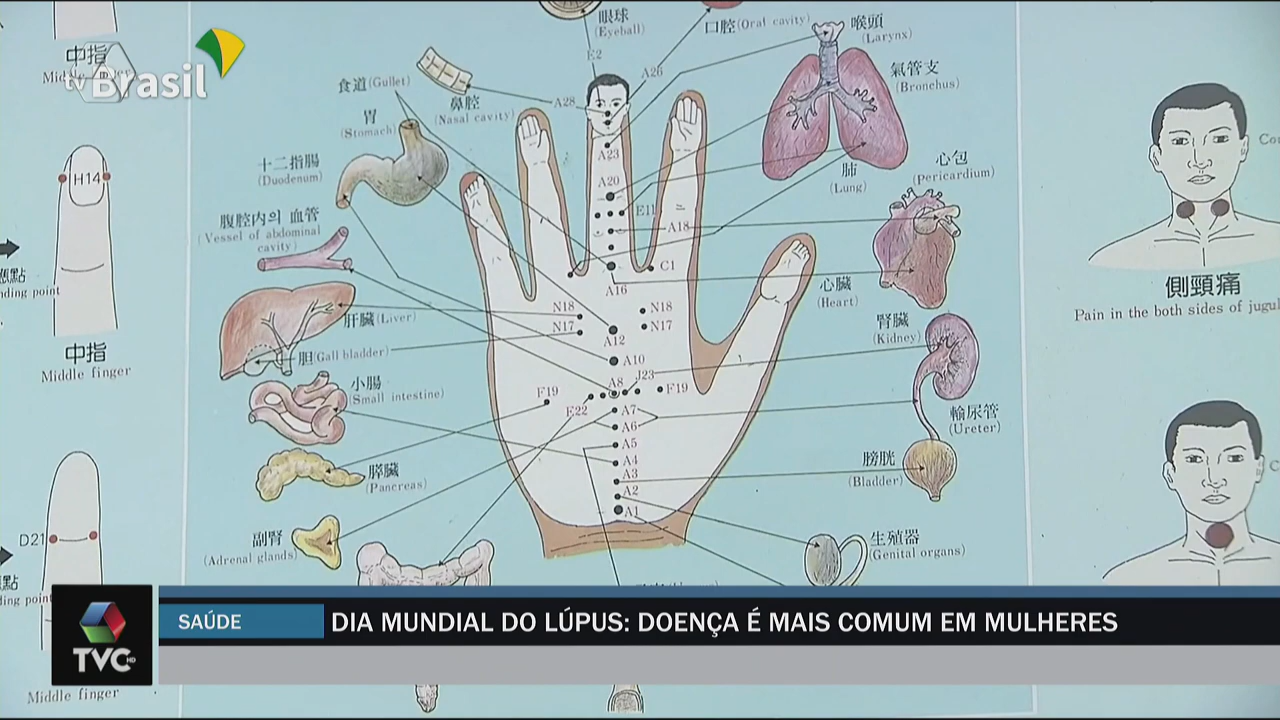 中指
Middle finger
tv Brasil
H14
中指
Middle finger
D21
Middle finger
眼球
(Eyeball)
E2
口腔(Oral cavity)
喉頭
(Larynx)
A26
氣管支
(Bronchus)
食道(Gullet)
鼻腔
(Nasal cavity)
A28
胃
(Stomach)
A23
十二指腸
(Duodenum)
A20
肺
(Lung)
心包
(Pericardium)
腹腔内의 血管
(Vessel of abdominal
cavity)
E11
A18
C1
A16
心臟
(Heart)
肝臟(Liver)
N18
N17
N18
N17
A12
腎臟
(Kidney)
胆(Gall bladder)
A10
J23
A8
小腸
(Small intestine)
F19
F19
E22
A7
A6
A5
A4
A3
A2
A1
輸尿管
(Ureter)
膵臟
(Pancreas)
膀胱
(Bladder)
副腎
(Adrenal glands)
生殖器
(Genital organs)
側頸痛
Pain in the both sides of jugu
TVC HD
SAÚDE
DIA MUNDIAL DO LÚPUS: DOENÇA É MAIS COMUM EM MULHERES